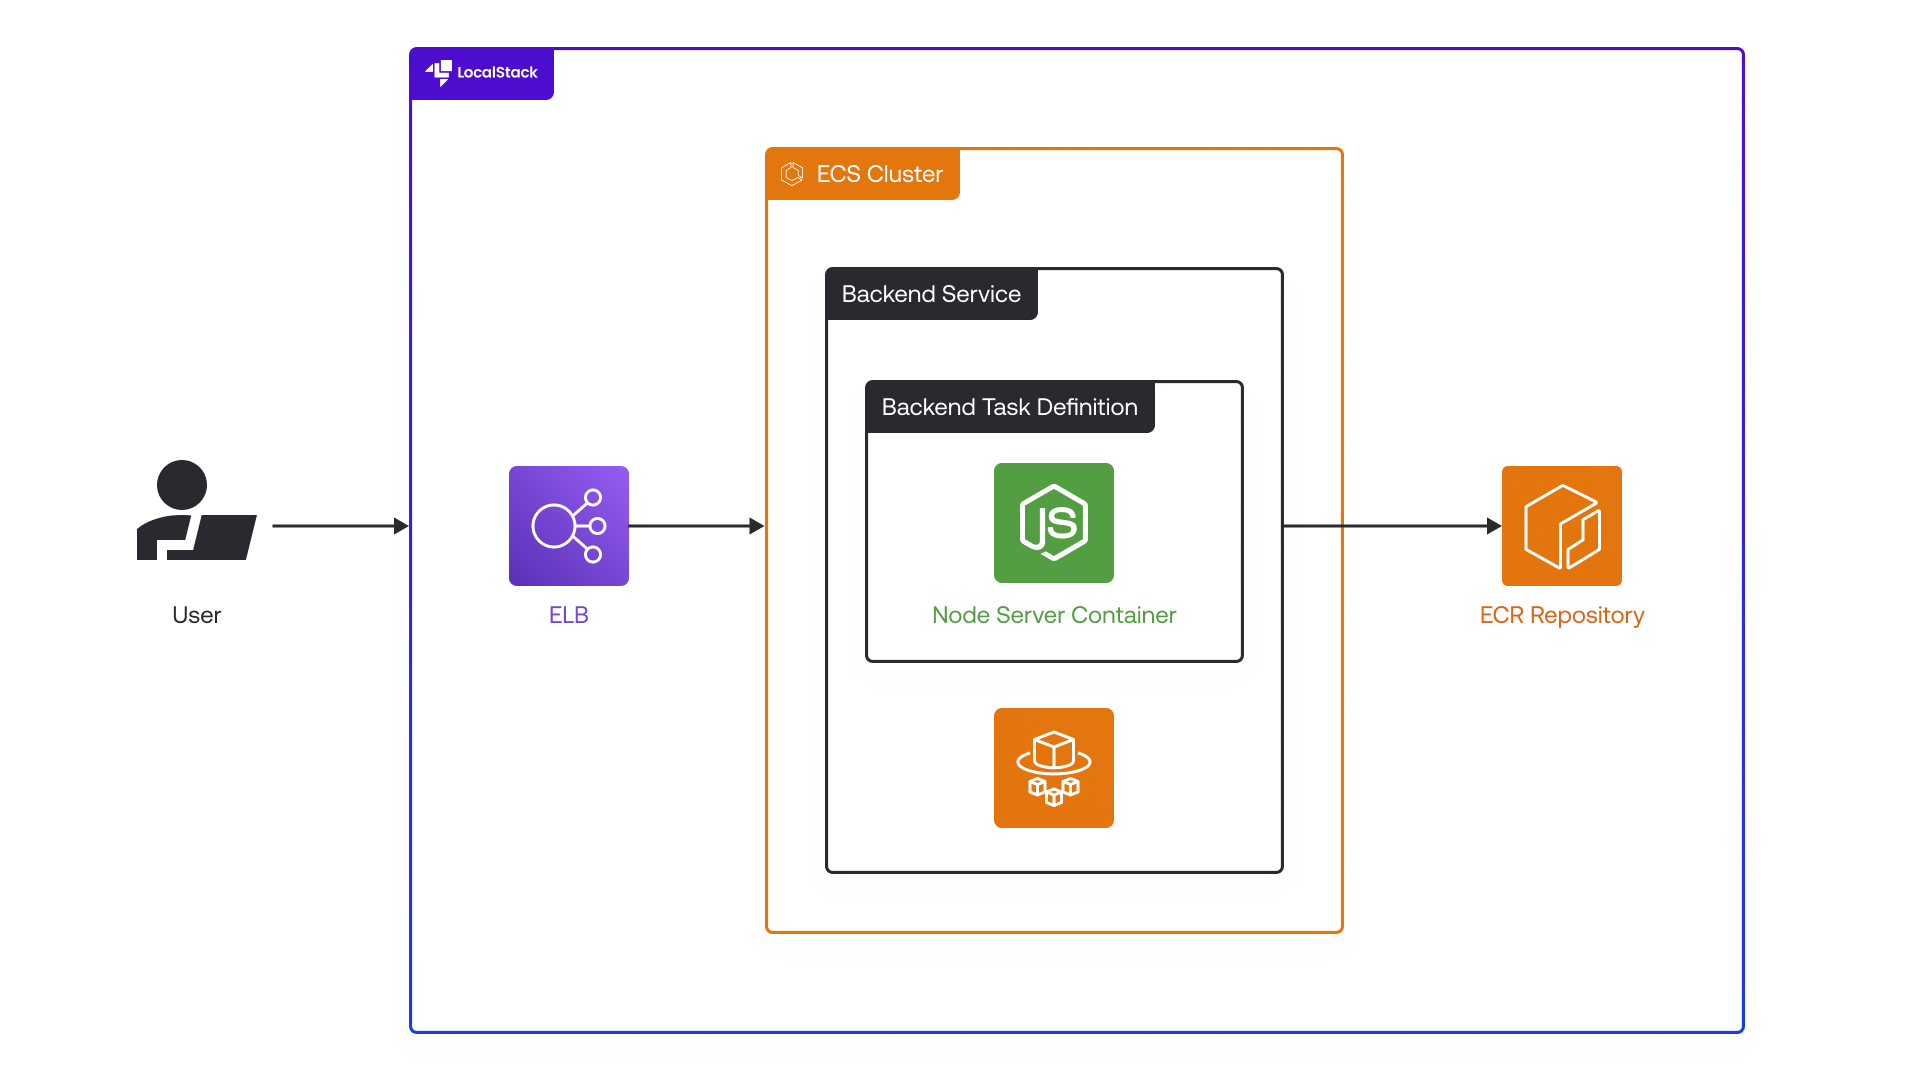 LocalStack
ECS Cluster
Backend Service
Backend Task Definition
JS
Node Server Container
User
ELB
ECR Repository